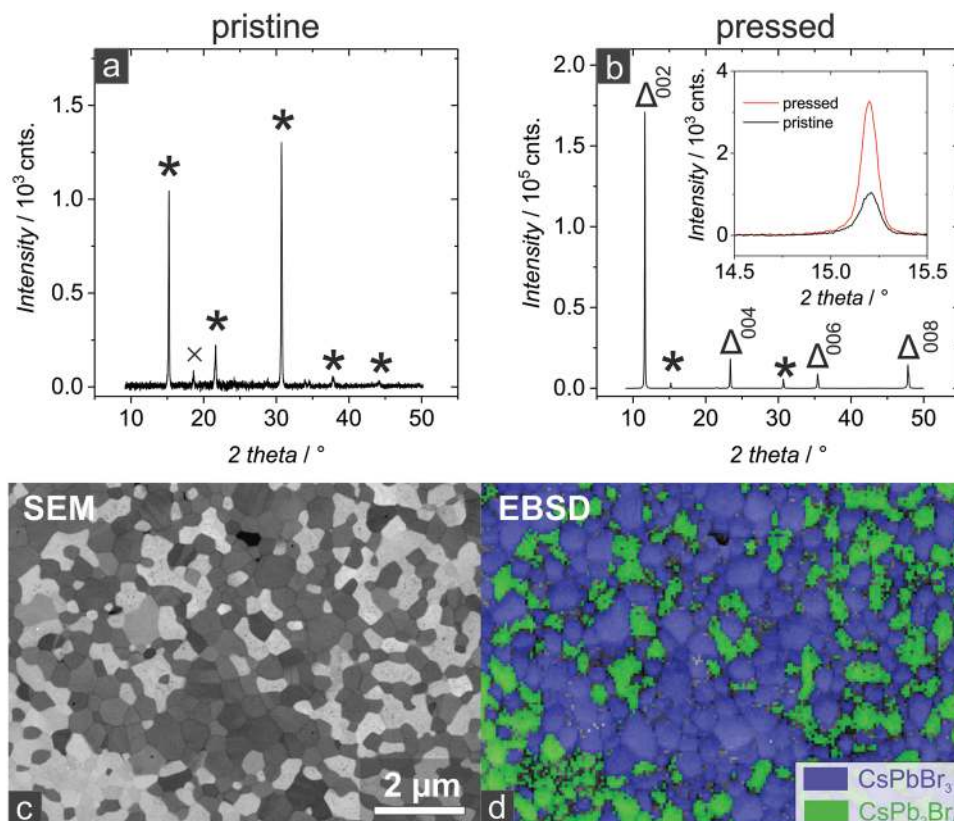 pristine
pressed
a
Intensity / 10³ cnts.
1.5
1.0
0.5
0.0
*
×
*
*
*
*
10 20 30 40 50
2 theta / °
b
Intensity / 10⁵ cnts.
2.0
1.5
1.0
0.5
0.0
Δ002
*
Δ004
*
Δ006
Δ008
10 20 30 40 50
2 theta / °
Intensity / 10³ cnts.
4
2
0
pressed
pristine
14.5 15.0 15.5
2 theta / °
SEM
2 µm
c
EBSD
d
CsPbBr₃
CsPb₂Br